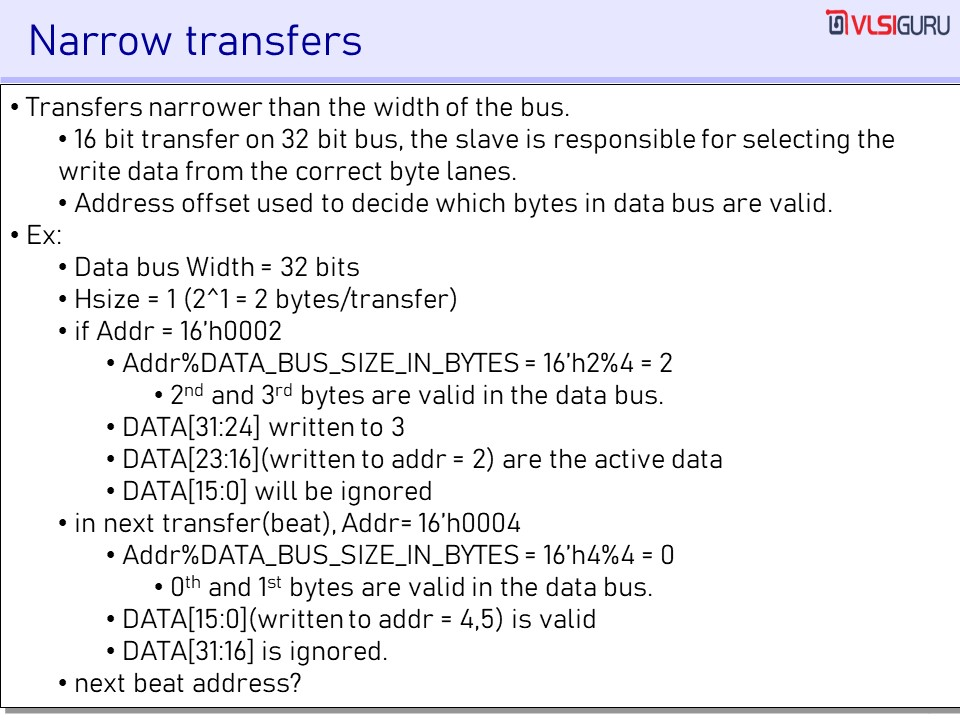 Narrow transfers
VLSIGURU
• Transfers narrower than the width of the bus.
• 16 bit transfer on 32 bit bus, the slave is responsible for selecting the
write data from the correct byte lanes.
• Address offset used to decide which bytes in data bus are valid.
• Ex:
• Data bus Width = 32 bits
• Hsize = 1 (2^1 = 2 bytes/transfer)
• if Addr = 16’h0002
• Addr%DATA_BUS_SIZE_IN_BYTES = 16’h2%4 = 2
• 2nd and 3rd bytes are valid in the data bus.
• DATA[31:24] written to 3
• DATA[23:16](written to addr = 2) are the active data
• DATA[15:0] will be ignored
• in next transfer(beat), Addr= 16’h0004
• Addr%DATA_BUS_SIZE_IN_BYTES = 16’h4%4 = 0
• 0th and 1st bytes are valid in the data bus.
• DATA[15:0](written to addr = 4,5) is valid
• DATA[31:16] is ignored.
• next beat address?